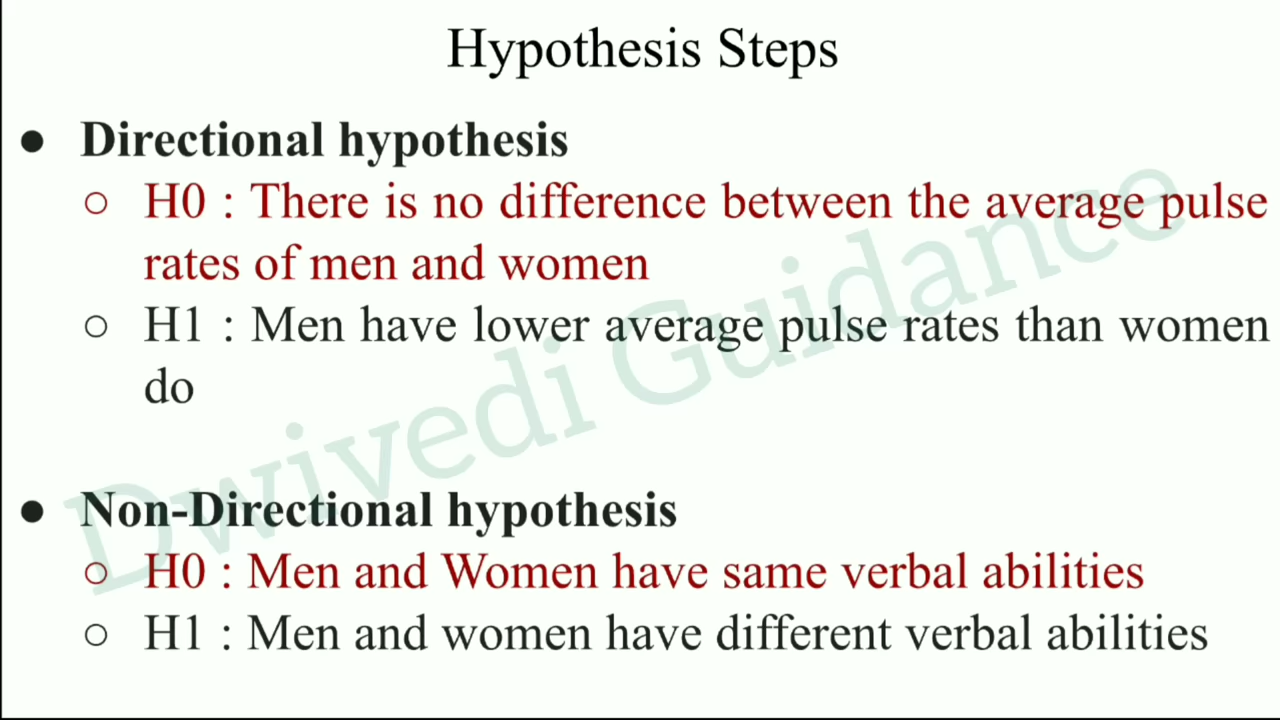 Hypothesis Steps
● Directional hypothesis
○ H0 : There is no difference between the average pulse
rates of men and women
○ H1 : Men have lower average pulse rates than women
do
● Non-Directional hypothesis
○ H0 : Men and Women have same verbal abilities
○ H1 : Men and women have different verbal abilities
Dwivedi Guidance